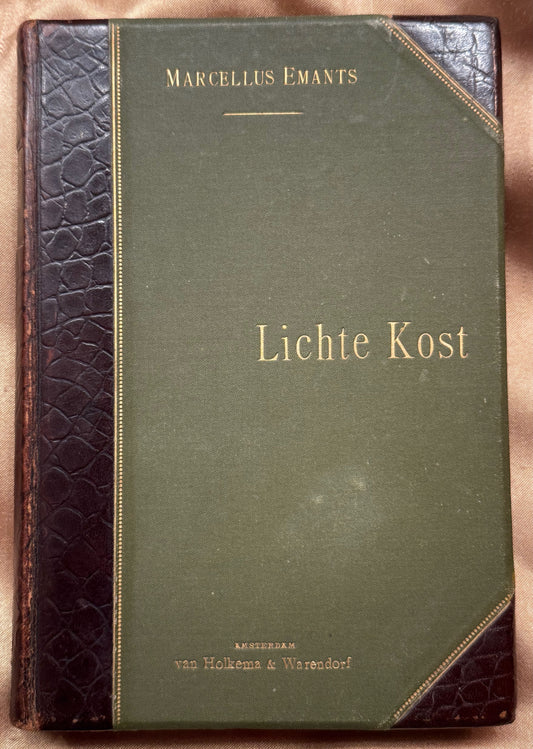 MARCELLUS EMANTS
Lichte Kost
AMSTERDAM
van Holkema & Warendorf